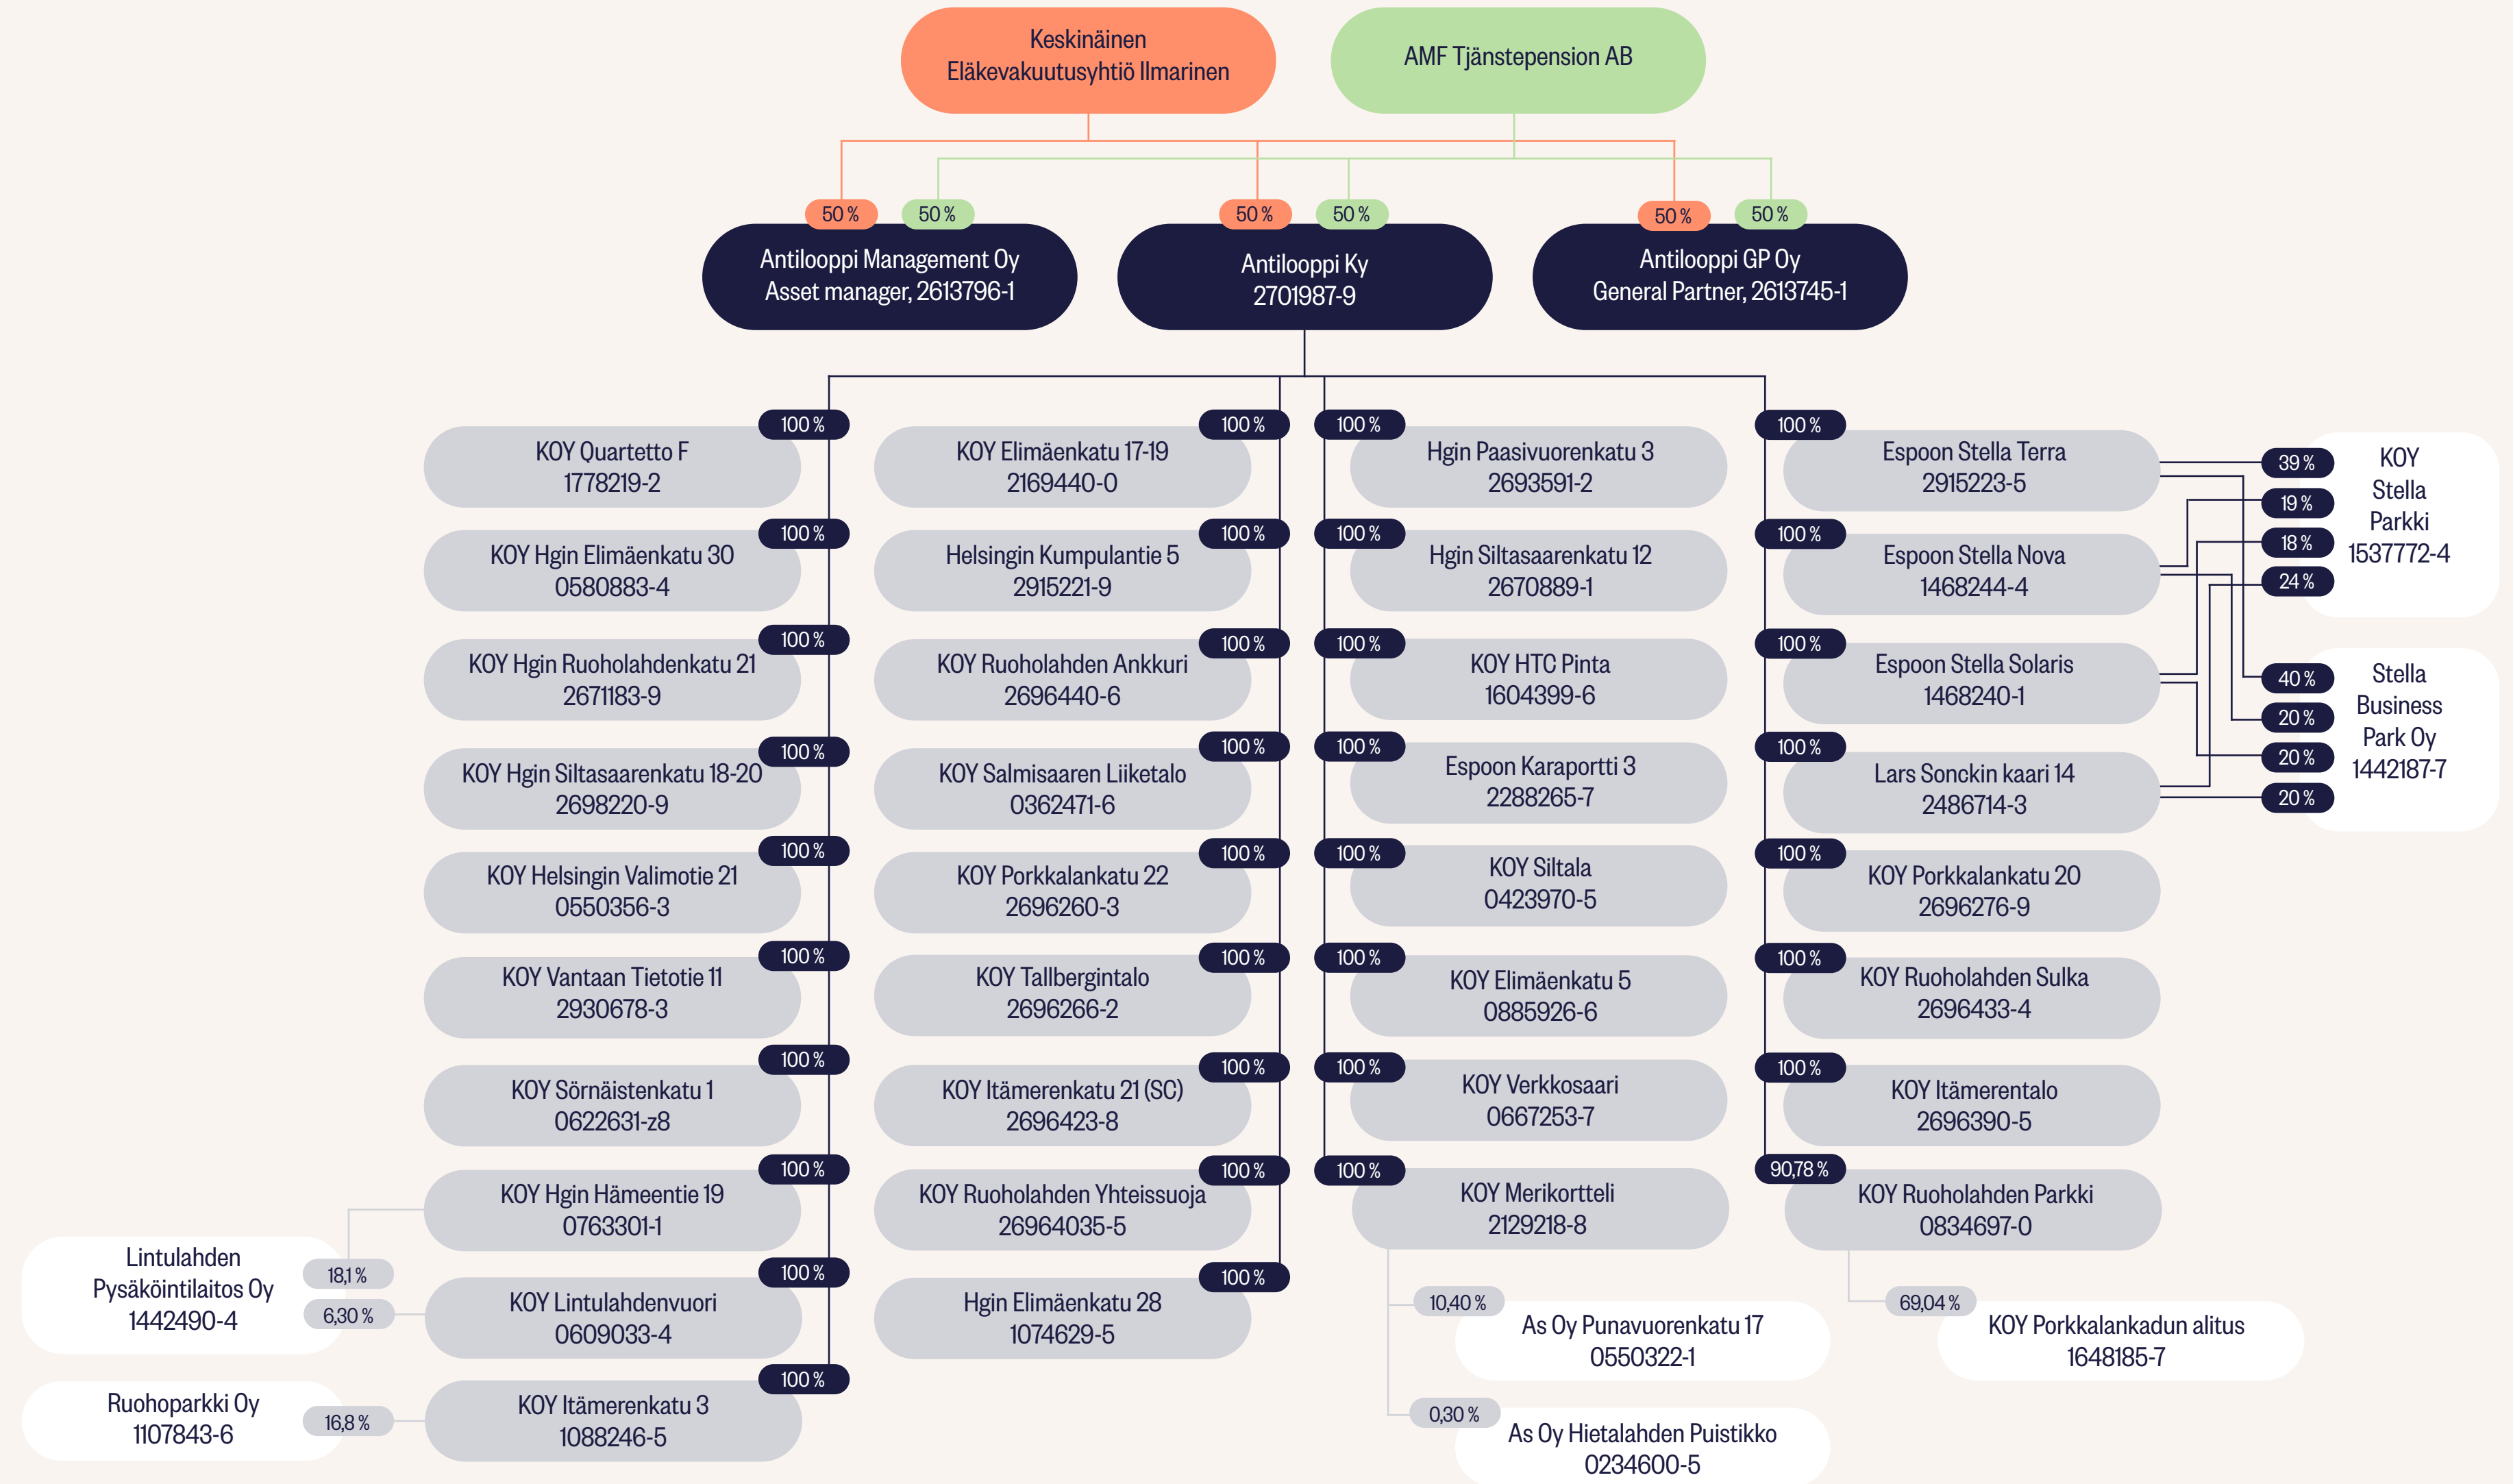 Keskinäinen
Eläkevakuutusyhtiö Ilmarinen
AMF Tjänstepension AB
50 %
50 %
50 %
50 %
50 %
50 %
Antilooppi Management Oy
Asset manager, 2613796-1
Antilooppi Ky
2701987-9
Antilooppi GP Oy
General Partner, 2613745-1
100 %
KOY Quartetto F
1778219-2
100 %
KOY Hgin Elimäenkatu 30
0580883-4
100 %
KOY Hgin Ruoholahdenkatu 21
2671183-9
100 %
KOY Hgin Siltasaarenkatu 18-20
2698220-9
100 %
KOY Helsingin Valimotie 21
0550356-3
100 %
KOY Vantaan Tietotie 11
2930678-3
100 %
KOY Sörnäistenkatu 1
0622631-z8
100 %
KOY Hgin Hämeentie 19
0763301-1
100 %
KOY Lintulahdenvuori
0609033-4
100 %
KOY Itämerenkatu 3
1088246-5
Lintulahden
Pysäköintilaitos Oy
1442490-4
18,1 %
6,30 %
Ruohoparkki Oy
1107843-6
16,8 %
100 %
KOY Elimäenkatu 17-19
2169440-0
100 %
Helsingin Kumpulantie 5
2915221-9
100 %
KOY Ruoholahden Ankkuri
2696440-6
100 %
KOY Salmisaaren Liiketalo
0362471-6
100 %
KOY Porkkalankatu 22
2696260-3
100 %
KOY Tallbergintalo
2696266-2
100 %
KOY Itämerenkatu 21 (SC)
2696423-8
100 %
KOY Ruoholahden Yhteissuoja
26964035-5
100 %
Hgin Elimäenkatu 28
1074629-5
100 %
Hgin Paasivuorenkatu 3
2693591-2
100 %
Hgin Siltasaarenkatu 12
2670889-1
100 %
KOY HTC Pinta
1604399-6
100 %
Espoon Karaportti 3
2288265-7
100 %
KOY Siltala
0423970-5
100 %
KOY Elimäenkatu 5
0885926-6
100 %
KOY Verkkosaari
0667253-7
100 %
KOY Merikortteli
2129218-8
10,40 %
As Oy Punavuorenkatu 17
0550322-1
0,30 %
As Oy Hietalahden Puistikko
0234600-5
100 %
Espoon Stella Terra
2915223-5
100 %
Espoon Stella Nova
1468244-4
100 %
Espoon Stella Solaris
1468240-1
100 %
Lars Sonckin kaari 14
2486714-3
100 %
KOY Porkkalankatu 20
2696276-9
100 %
KOY Ruoholahden Sulka
2696433-4
100 %
KOY Itämerentalo
2696390-5
90,78 %
KOY Ruoholahden Parkki
0834697-0
69,04 %
KOY Porkkalankadun alitus
1648185-7
39 %
19 %
18 %
24 %
KOY
Stella
Parkki
1537772-4
40 %
20 %
20 %
20 %
Stella
Business
Park Oy
1442187-7